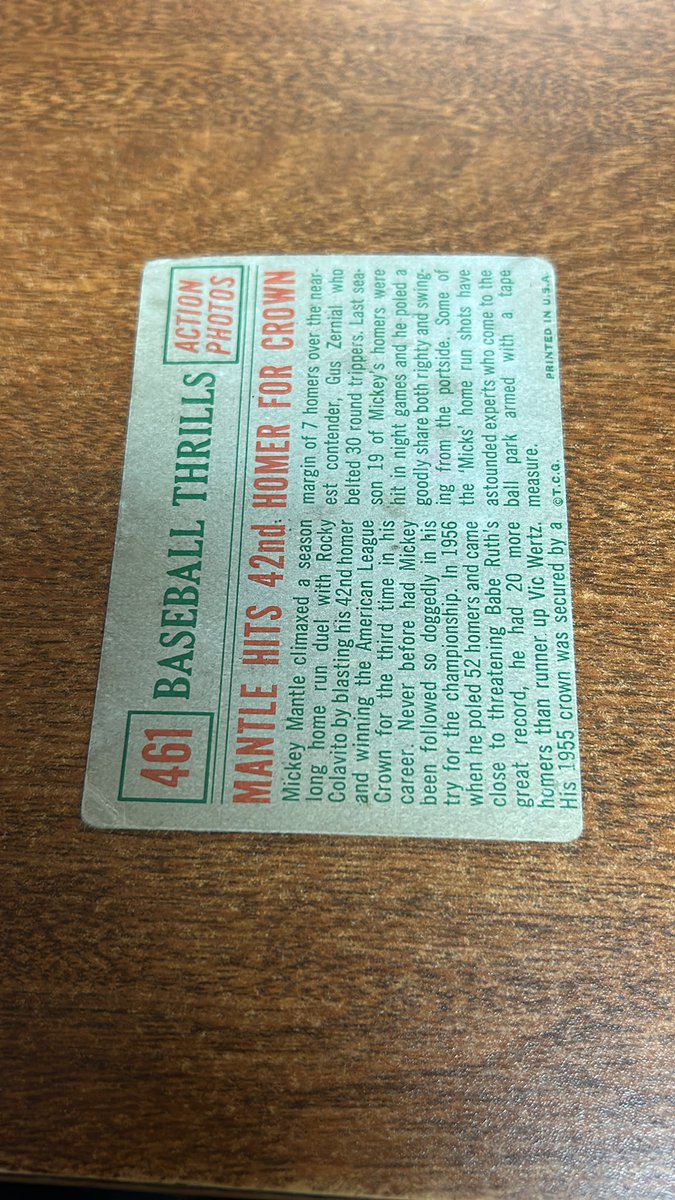 461 BASEBALL THRILLS ACTION PHOTOS
MANTLE HITS 42nd HOMER FOR CROWN
Mickey Mantle climaxed a season
long home run duel with Rocky
Colavito by blasting his 42nd homer
and winning the American League
Crown for the third time in his
career. Never before had Mickey
been followed so doggedly in his
try for the championship. In 1956
when he poled 52 homers and came
close to threatening Babe Ruth's
great record, he had 20 more
homers than runner up Vic Wertz.
His 1955 crown was secured by a
margin of 7 homers over the near-
est contender, Gus Zernial who
belted 30 round trippers. Last sea-
son 19 of Mickey's homers were
hit in night games and he poled a
goodly share both righty and swing-
ing from the portside. Some of
the 'Micks home run shots have
astounded experts who come to the
ball park armed with a tape
measure.
©T.C.G. PRINTED IN U.S.A.